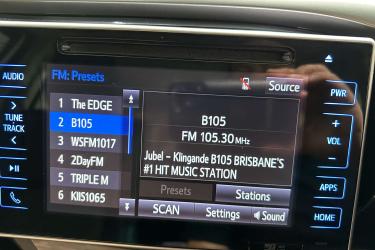 AUDIO
TUNE
TRACK
FM: Presets
Source
1 The EDGE
2 B105
3 WSFM1017
4 2DayFM
5 TRIPLE M
6 KIIS1065
B105
FM 105.30MHz
Jubel – Klingande B105 BRISBANE'S
#1 HIT MUSIC STATION
Presets
Stations
SCAN
Settings
Sound
PWR
+
VOL
−
APPS
HOME